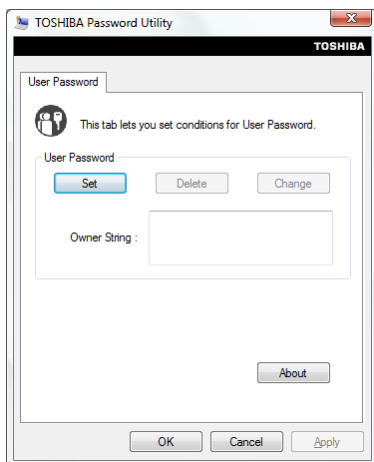 TOSHIBA Password Utility
TOSHIBA
User Password
This tab lets you set conditions for User Password.
User Password
Set Delete Change
Owner String :
About
OK Cancel Apply